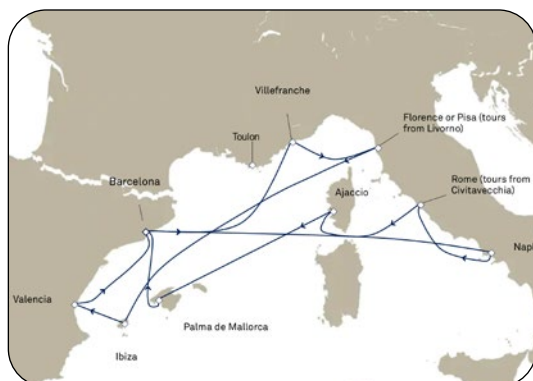 Villefranche
Florence or Pisa (tours
from Livorno)
Toulon
Rome (tours from
Civitavecchia)
Barcelona
Ajaccio
Napl
Valencia
Palma de Mallorca
Ibiza